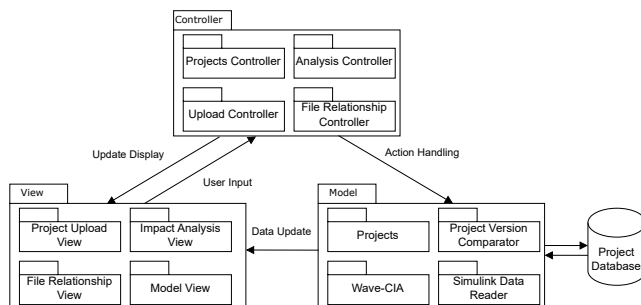 Controller
Projects Controller
Analysis Controller
Upload Controller
File Relationship
Controller
Update Display
User Input
Action Handling
View
Project Upload
View
Impact Analysis
View
File Relationship
View
Model View
Data Update
Model
Projects
Project Version
Comparator
Wave-CIA
Simulink Data
Reader
Project
Database